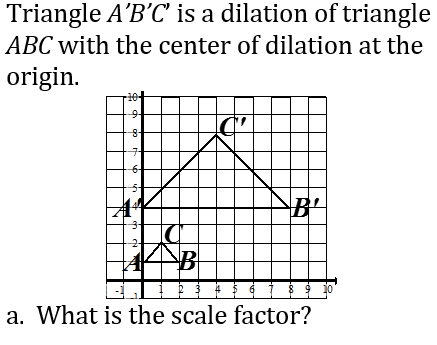 Triangle A'B'C' is a dilation of triangle
ABC with the center of dilation at the
origin.
10
9
8 C'
7
6
5
A' 4 B'
3 C
2
A B
-1 1 2 3 4 5 6 7 8 9 10
-1
a. What is the scale factor?